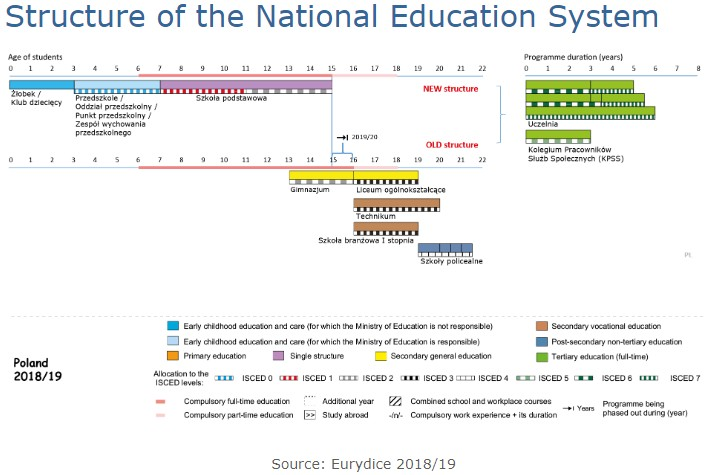 Structure of the National Education System
Age of students
Programme duration (years)
0 1 2 3 4 5 6 7 8 9 10 11 12 13 14 15 16 17 18 19 20 21 22
0 1 2 3 4 5 6 7 8
Żłobek /
Klub dziecięcy
Przedszkole /
Oddział przedszkolny /
Punkt przedszkolny /
Zespół wychowania
przedszkolnego
Szkoła podstawowa
NEW structure
2019/20
OLD structure
Uczelnia
Kolegium Pracowników
Służb Społecznych (KPSS)
0 1 2 3 4 5 6 7 8 9 10 11 12 13 14 15 16 17 18 19 20 21 22
Gimnazjum
Liceum ogólnokształcące
Technikum
Szkoła branżowa I stopnia
Szkoły policealne
PL
Poland
2018/19
Early childhood education and care (for which the Ministry of Education is not responsible)
Early childhood education and care (for which the Ministry of Education is responsible)
Primary education
Single structure
Secondary general education
Secondary vocational education
Post-secondary non-tertiary education
Tertiary education (full-time)
Allocation to the
ISCED levels:
ISCED 0
ISCED 1
ISCED 2
ISCED 3
ISCED 4
ISCED 5
ISCED 6
ISCED 7
Compulsory full-time education
Compulsory part-time education
Additional year
>> Study abroad
Combined school and workplace courses
-/n/- Compulsory work experience + its duration
Years
Programme being
phased out during (year)
Source: Eurydice 2018/19